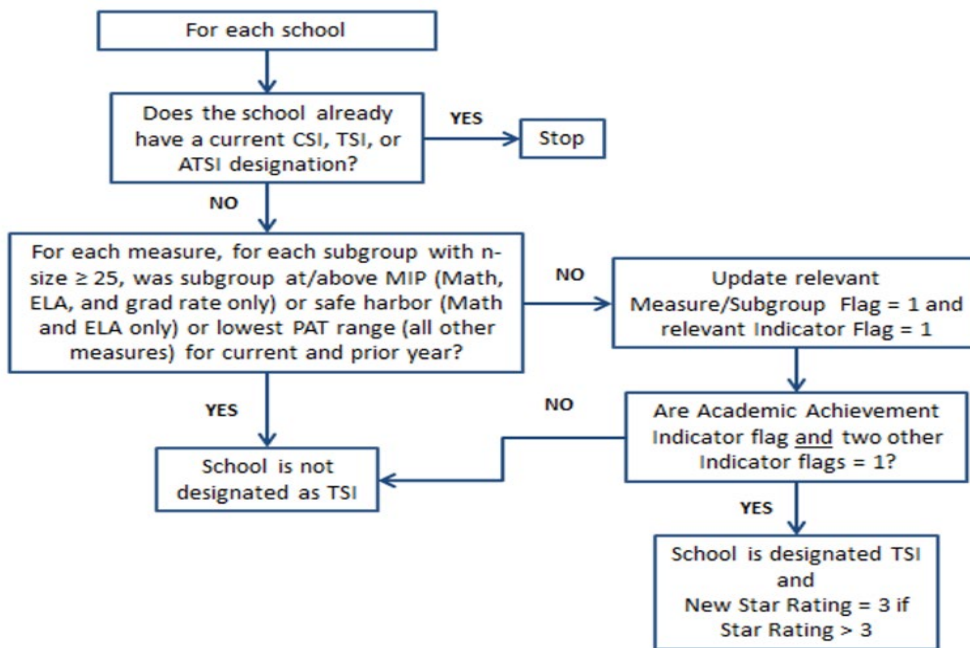 For each school
Does the school already
have a current CSI, TSI, or
ATSI designation?
YES
Stop
NO
For each measure, for each subgroup with n-
size ≥ 25, was subgroup at/above MIP (Math,
ELA, and grad rate only) or safe harbor (Math
and ELA only) or lowest PAT range (all other
measures) for current and prior year?
NO
Update relevant
Measure/Subgroup Flag = 1 and
relevant Indicator Flag = 1
YES
NO
Are Academic Achievement
Indicator flag and two other
Indicator flags = 1?
School is not
designated as TSI
YES
School is designated TSI
and
New Star Rating = 3 if
Star Rating > 3